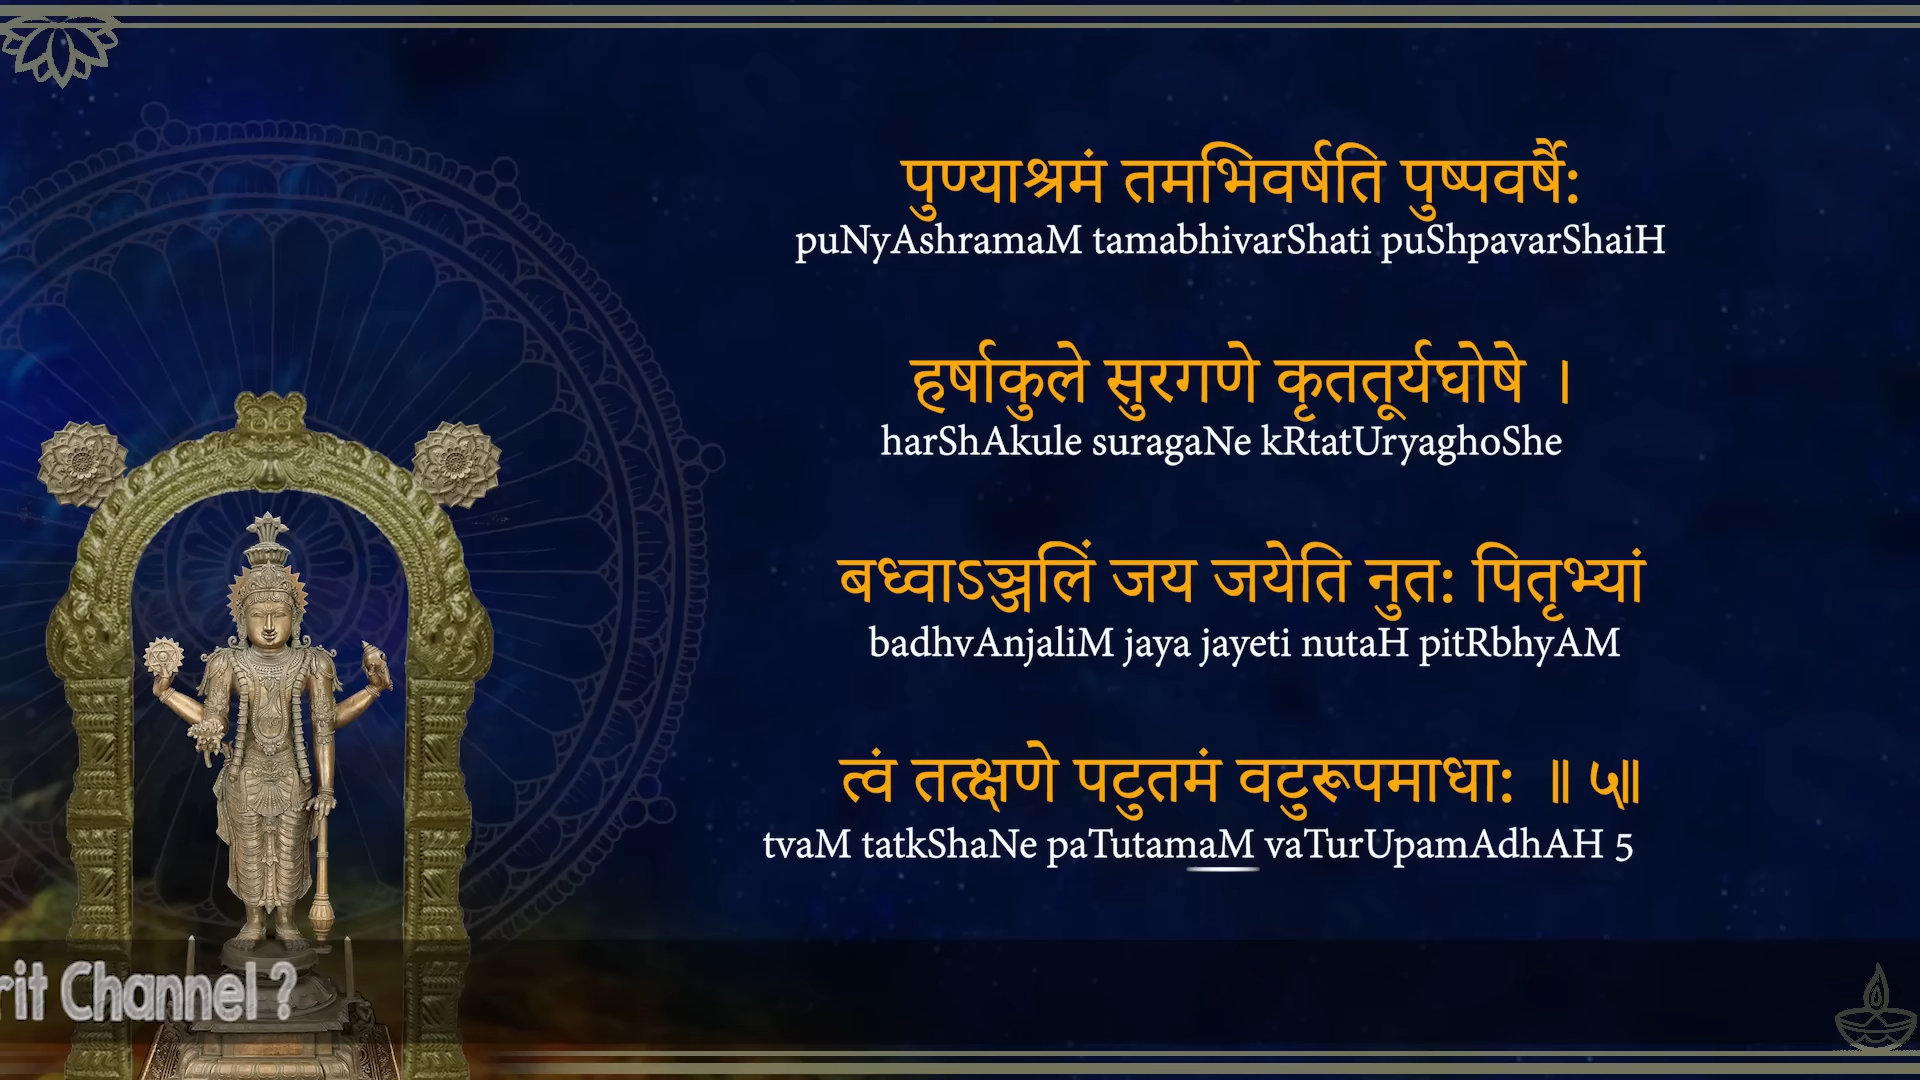 पुण्याश्रमं तमभिवर्षति पुष्पवर्षै:
puNyAshramaM tamabhivarShati puShpavarShaiH
हर्षाकुले सुरगणे कृततूर्यघोषे ।
harShAkule suragaNe kRtatUryaghoShe
बध्वाऽञ्जलिं जय जयेति नुत: पितृभ्यां
badhvAnjaliM jaya jayeti nutaH pitRbhyAM
त्वं तत्क्षणे पटुतमं वटुरूपमाधा: ॥ ५॥
tvaM tatkShaNe paTutamaM vaTurUpamAdhAH 5
Channel ?